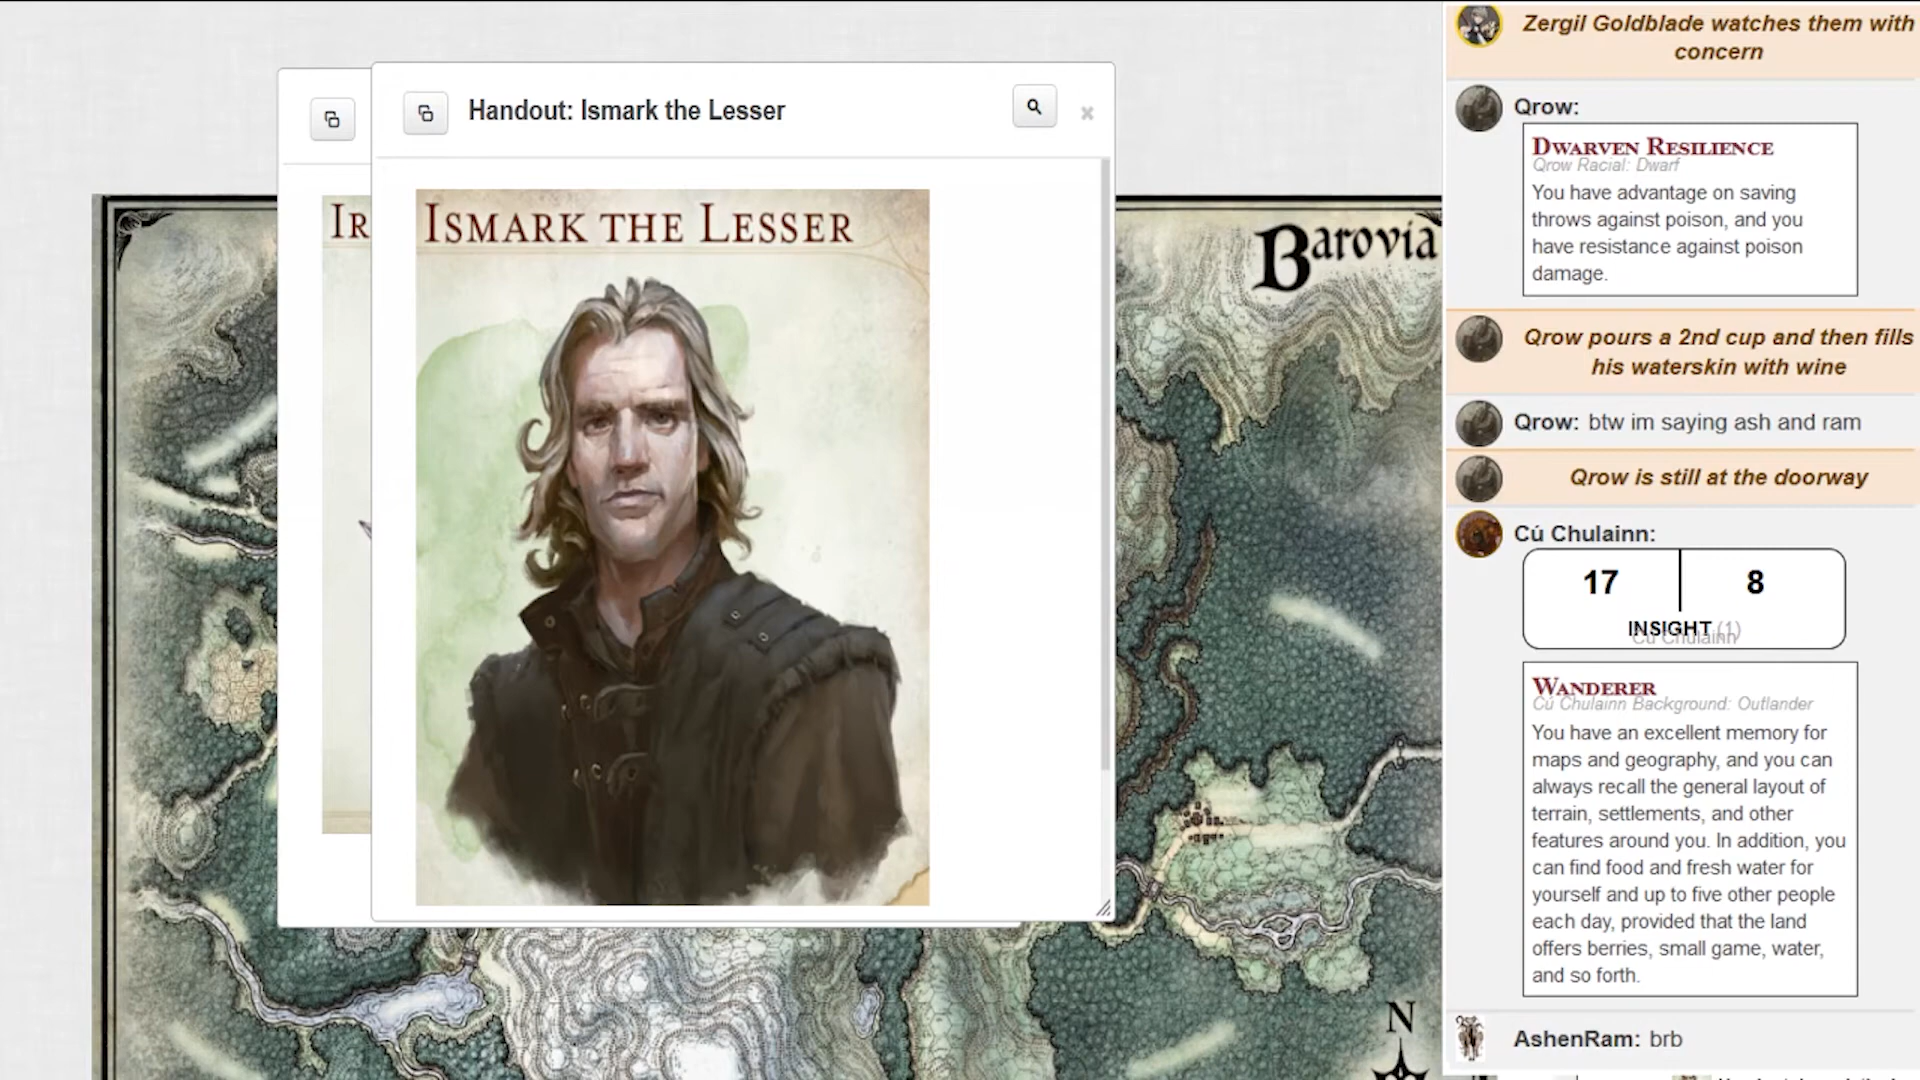 Handout: Ismark the Lesser
IR
ISMARK THE LESSER
Barovia
N
Zergil Goldblade watches them with
concern
Qrow:
DWARVEN RESILIENCE
Qrow Racial: Dwarf
You have advantage on saving
throws against poison, and you
have resistance against poison
damage.
Qrow pours a 2nd cup and then fills
his waterskin with wine
Qrow: btw im saying ash and ram
Qrow is still at the doorway
Cú Chulainn:
17 8
INSIGHT (1)
Cú Chulainn
WANDERER
Cú Chulainn Background: Outlander
You have an excellent memory for
maps and geography, and you can
always recall the general layout of
terrain, settlements, and other
features around you. In addition, you
can find food and fresh water for
yourself and up to five other people
each day, provided that the land
offers berries, small game, water,
and so forth.
AshenRam: brb